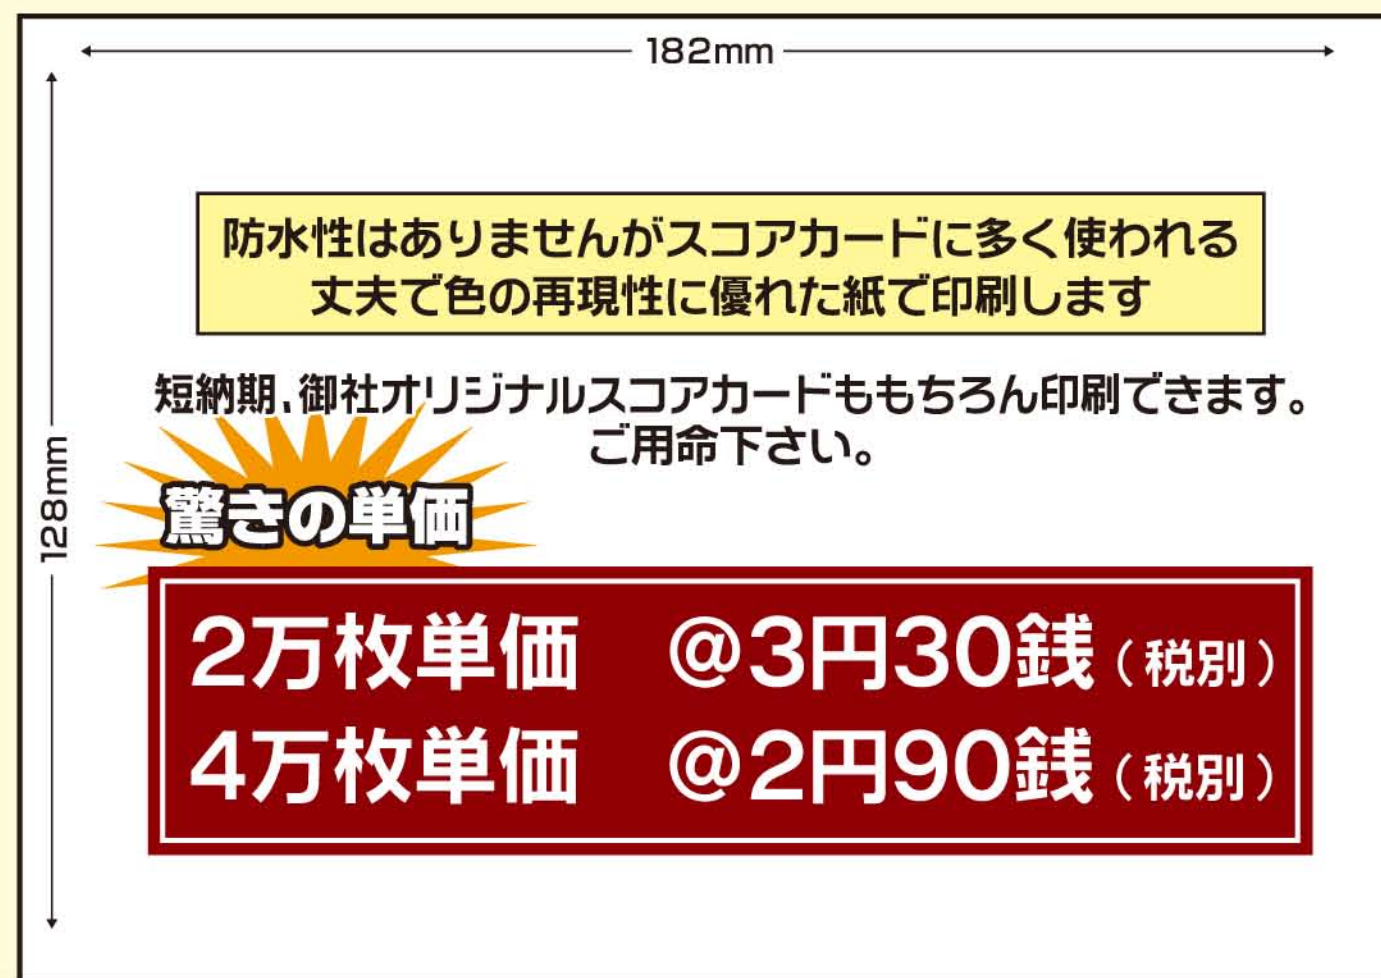 182mm
128mm
防水性はありませんがスコアカードに多く使われる
丈夫で色の再現性に優れた紙で印刷します
短納期、御社オリジナルスコアカードももちろん印刷できます。
ご用命下さい。
驚きの単価
2万枚単価　@3円30銭（税別）
4万枚単価　@2円90銭（税別）